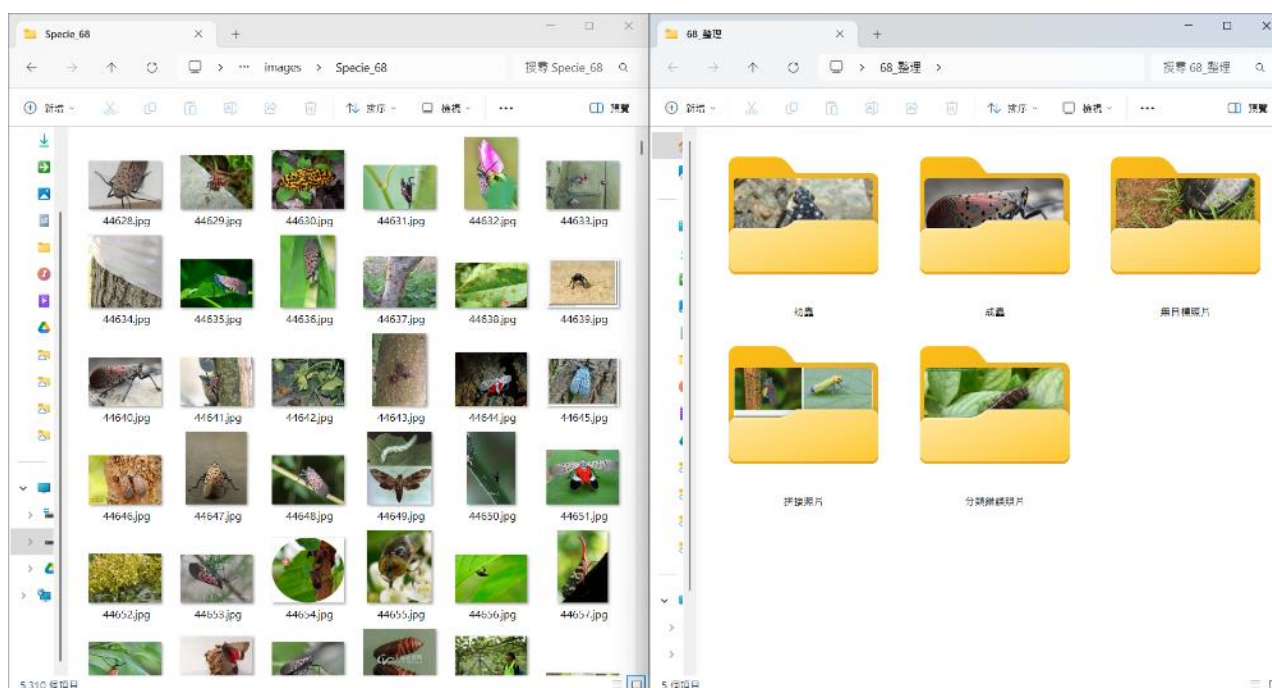 Specie_68
images > Specie_68
搜尋 Specie_68
新增
排序
檢視
預覽
44628.jpg 44629.jpg 44630.jpg 44631.jpg 44632.jpg 44633.jpg
44634.jpg 44635.jpg 44636.jpg 44637.jpg 44638.jpg 44639.jpg
44640.jpg 44641.jpg 44642.jpg 44643.jpg 44644.jpg 44645.jpg
44646.jpg 44647.jpg 44648.jpg 44649.jpg 44650.jpg 44651.jpg
44652.jpg 44653.jpg 44654.jpg 44655.jpg 44656.jpg 44657.jpg
5,310 個項目
68_整理
68_整理
搜尋 68_整理
新增
排序
檢視
預覽
幼蟲 成蟲 無目標照片
拼接照片 分類錯誤照片
5 個項目